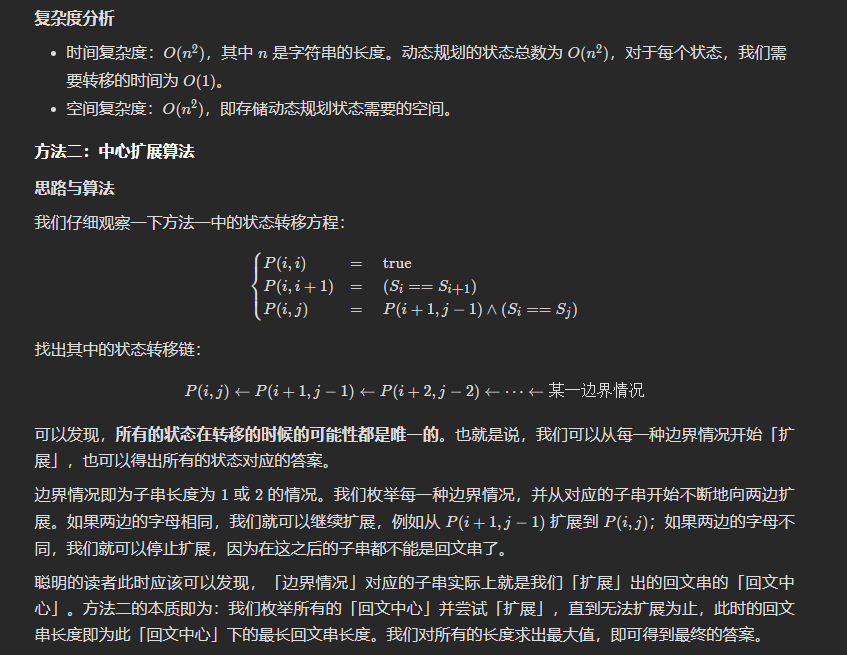 复杂度分析
• 时间复杂度：O(n²)，其中 n 是字符串的长度。动态规划的状态总数为 O(n²)，对于每个状态，我们需
要转移的时间为 O(1)。
• 空间复杂度：O(n²)，即存储动态规划状态需要的空间。
方法二：中心扩展算法
思路与算法
我们仔细观察一下方法一中的状态转移方程：
P(i, i) = true
P(i, i + 1) = (Sᵢ == Sᵢ₊₁)
P(i, j) = P(i + 1, j − 1) ∧ (Sᵢ == Sⱼ)
找出其中的状态转移链：
P(i, j) ← P(i + 1, j − 1) ← P(i + 2, j − 2) ← ⋯ ← 某一边界情况
可以发现，所有的状态在转移的时候的可能性都是唯一的。也就是说，我们可以从每一种边界情况开始「扩
展」，也可以得出所有的状态对应的答案。
边界情况即为子串长度为 1 或 2 的情况。我们枚举每一种边界情况，并从对应的子串开始不断地向两边扩
展。如果两边的字母相同，我们就可以继续扩展，例如从 P(i + 1, j − 1) 扩展到 P(i, j)；如果两边的字母不
同，我们就可以停止扩展，因为在这之后的子串都不能是回文串了。
聪明的读者此时应该可以发现，「边界情况」对应的子串实际上就是我们「扩展」出的回文串的「回文中
心」。方法二的本质即为：我们枚举所有的「回文中心」并尝试「扩展」，直到无法扩展为止，此时的回文
串长度即为此「回文中心」下的最长回文串长度。我们对所有的长度求出最大值，即可得到最终的答案。